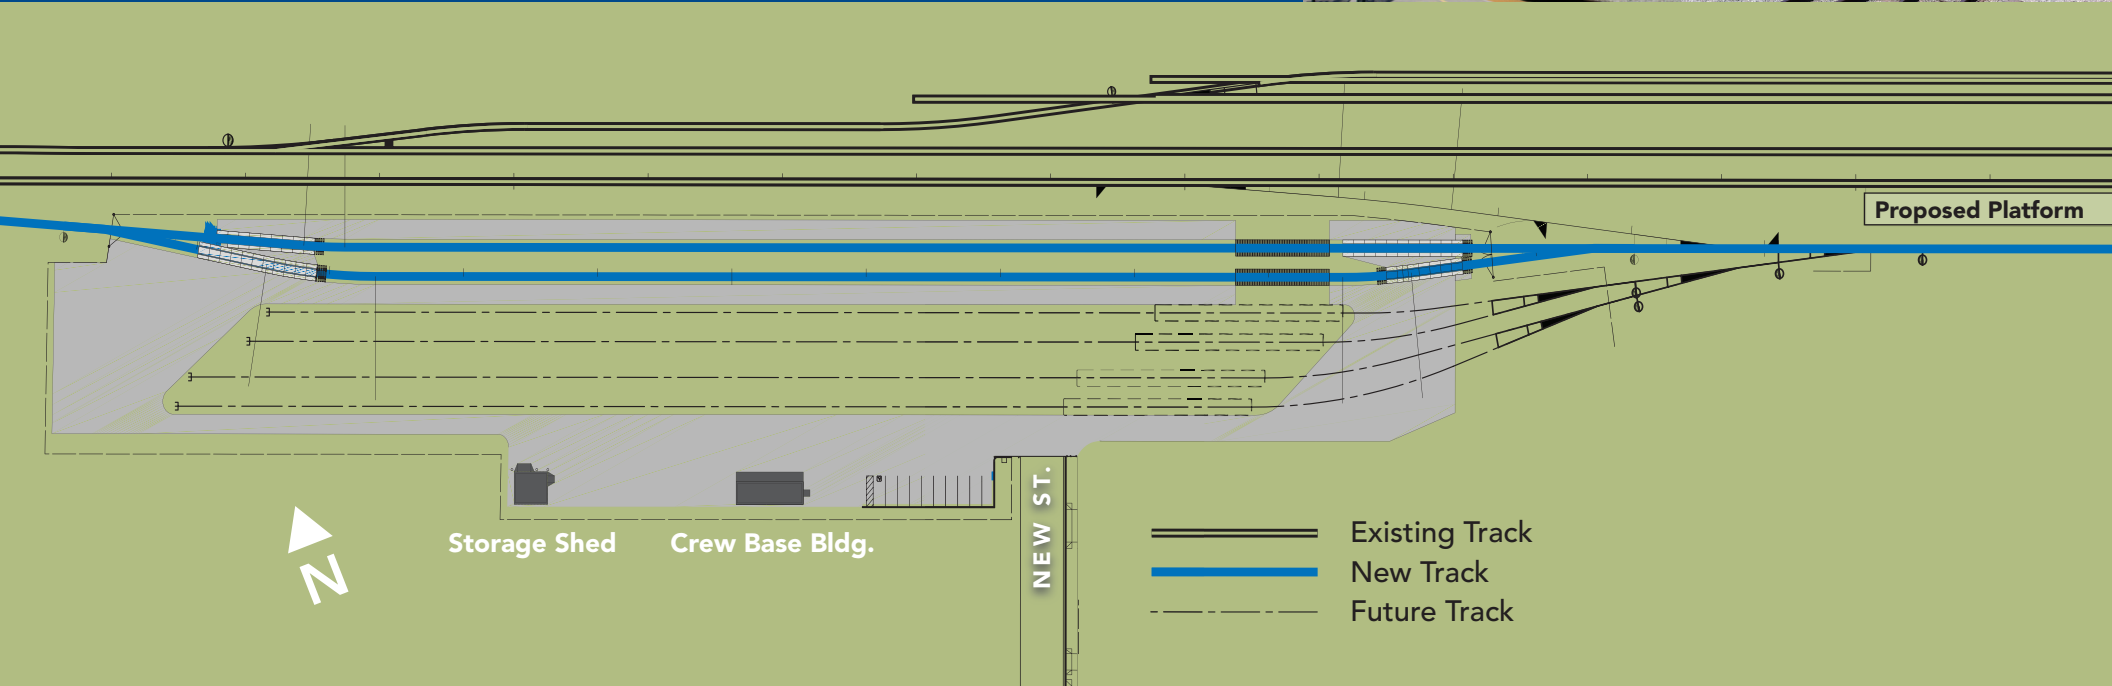 Proposed Platform
Storage Shed
Crew Base Bldg.
NEW ST.
N
Existing Track
New Track
Future Track